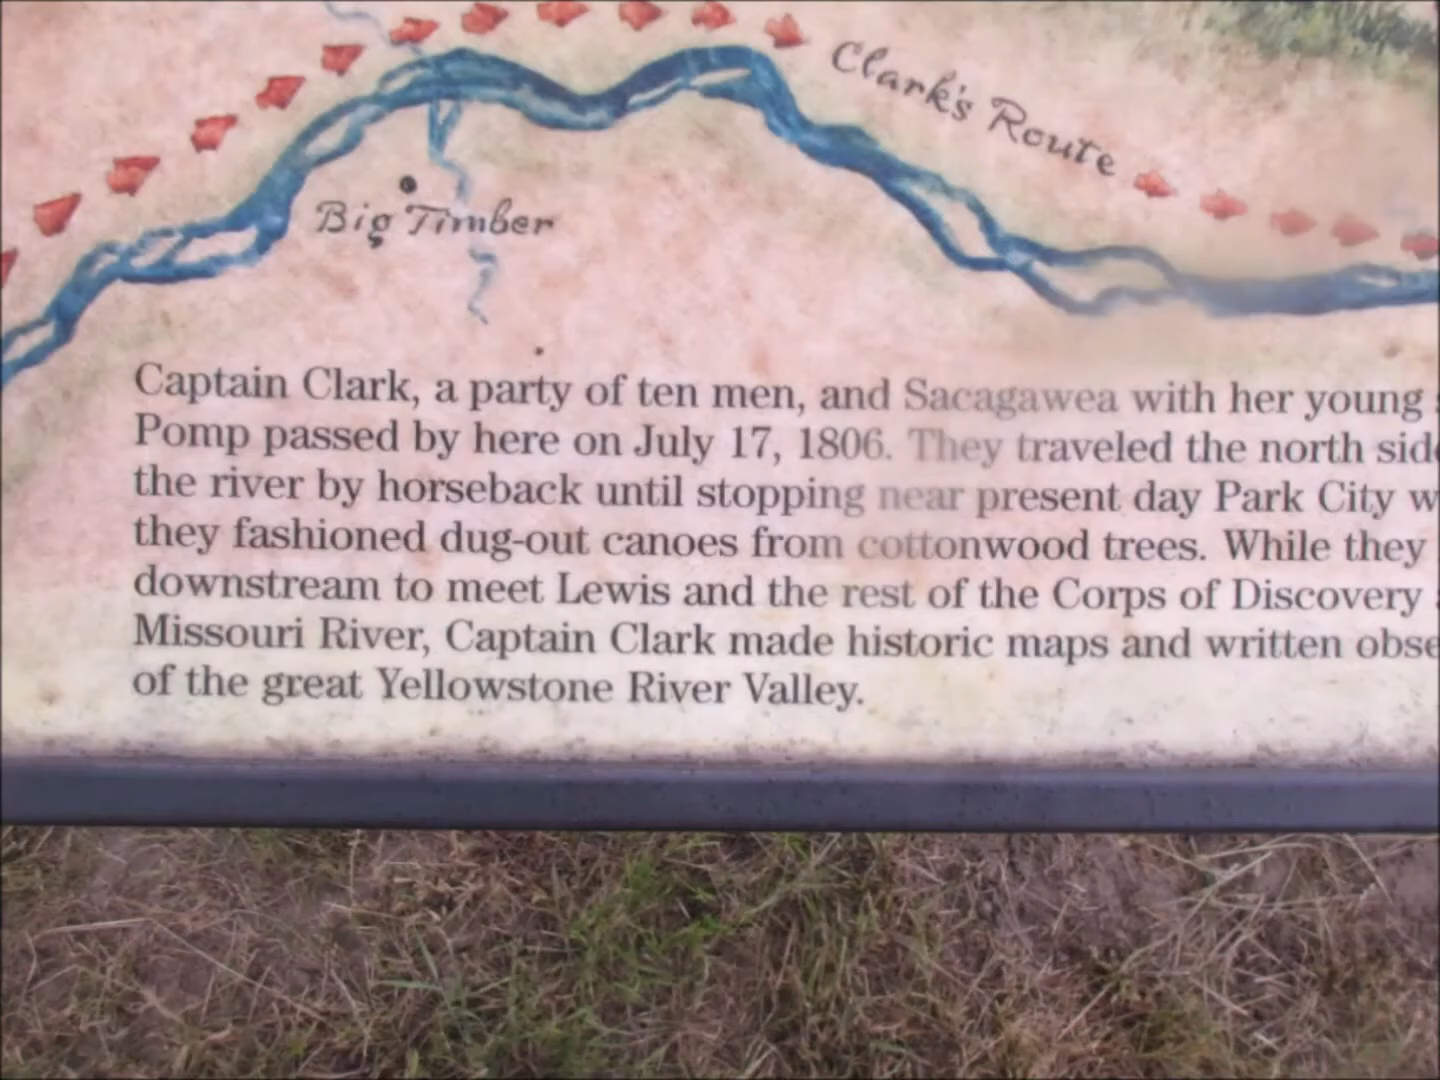 Clark's Route
Big Timber
Captain Clark, a party of ten men, and Sacagawea with her young
Pomp passed by here on July 17, 1806. They traveled the north side
the river by horseback until stopping near present day Park City
they fashioned dug-out canoes from cottonwood trees. While they
downstream to meet Lewis and the rest of the Corps of Discovery
Missouri River, Captain Clark made historic maps and written
of the great Yellowstone River Valley.